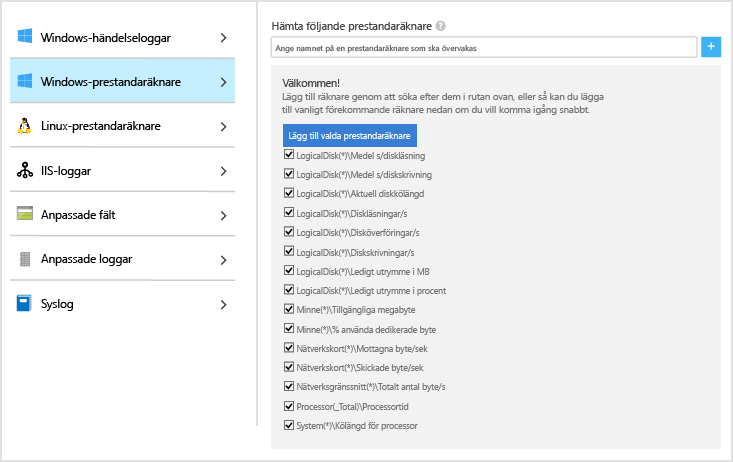 Windows-händelseloggar
Windows-prestandaräknare
Linux-prestandaräknare
IIS-loggar
Anpassade fält
Anpassade loggar
Syslog
Hämta följande prestandaräknare ?
Ange namnet på en prestandaräknare som ska övervakas
+
Välkommen!
Lägg till räknare genom att söka efter dem i rutan ovan, eller så kan du lägga
till vanligt förekommande räknare nedan om du vill komma igång snabbt.
Lägg till valda prestandaräknare
LogicalDisk(*)\Medel s/diskläsning
LogicalDisk(*)\Medel s/diskskrivning
LogicalDisk(*)\Aktuell diskkölängd
LogicalDisk(*)\Diskläsningar/s
LogicalDisk(*)\Disköverföringar/s
LogicalDisk(*)\Diskskrivningar/s
LogicalDisk(*)\Ledigt utrymme i MB
LogicalDisk(*)\Ledigt utrymme i procent
Minne(*)\Tillgängliga megabyte
Minne(*)\% använda dedikerade byte
Nätverkskort(*)\Mottagna byte/sek
Nätverkskort(*)\Skickade byte/sek
Nätverksgränssnitt(*)\Totalt antal byte/s
Processor(_Total)\Processortid
System(*)\Kölängd för processor